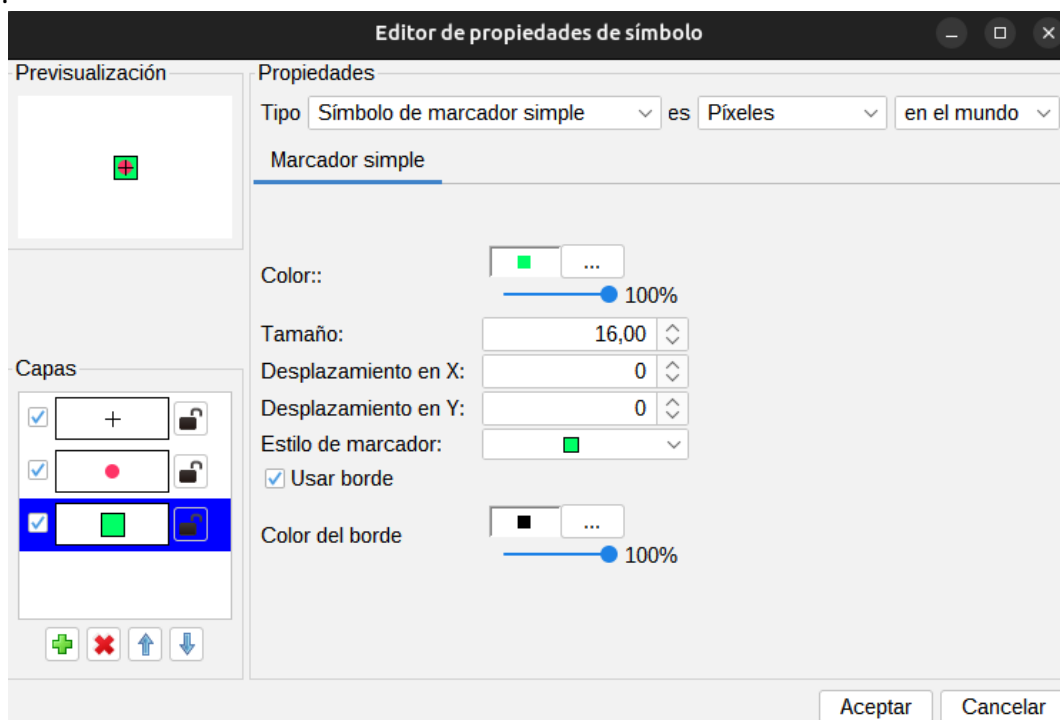 Editor de propiedades de símbolo
Previsualización
Propiedades
Tipo Símbolo de marcador simple es Píxeles en el mundo
Marcador simple
Color:: ...
100%
Tamaño: 16,00
Desplazamiento en X: 0
Desplazamiento en Y: 0
Estilo de marcador:
Usar borde
Color del borde ...
100%
Capas
Aceptar Cancelar